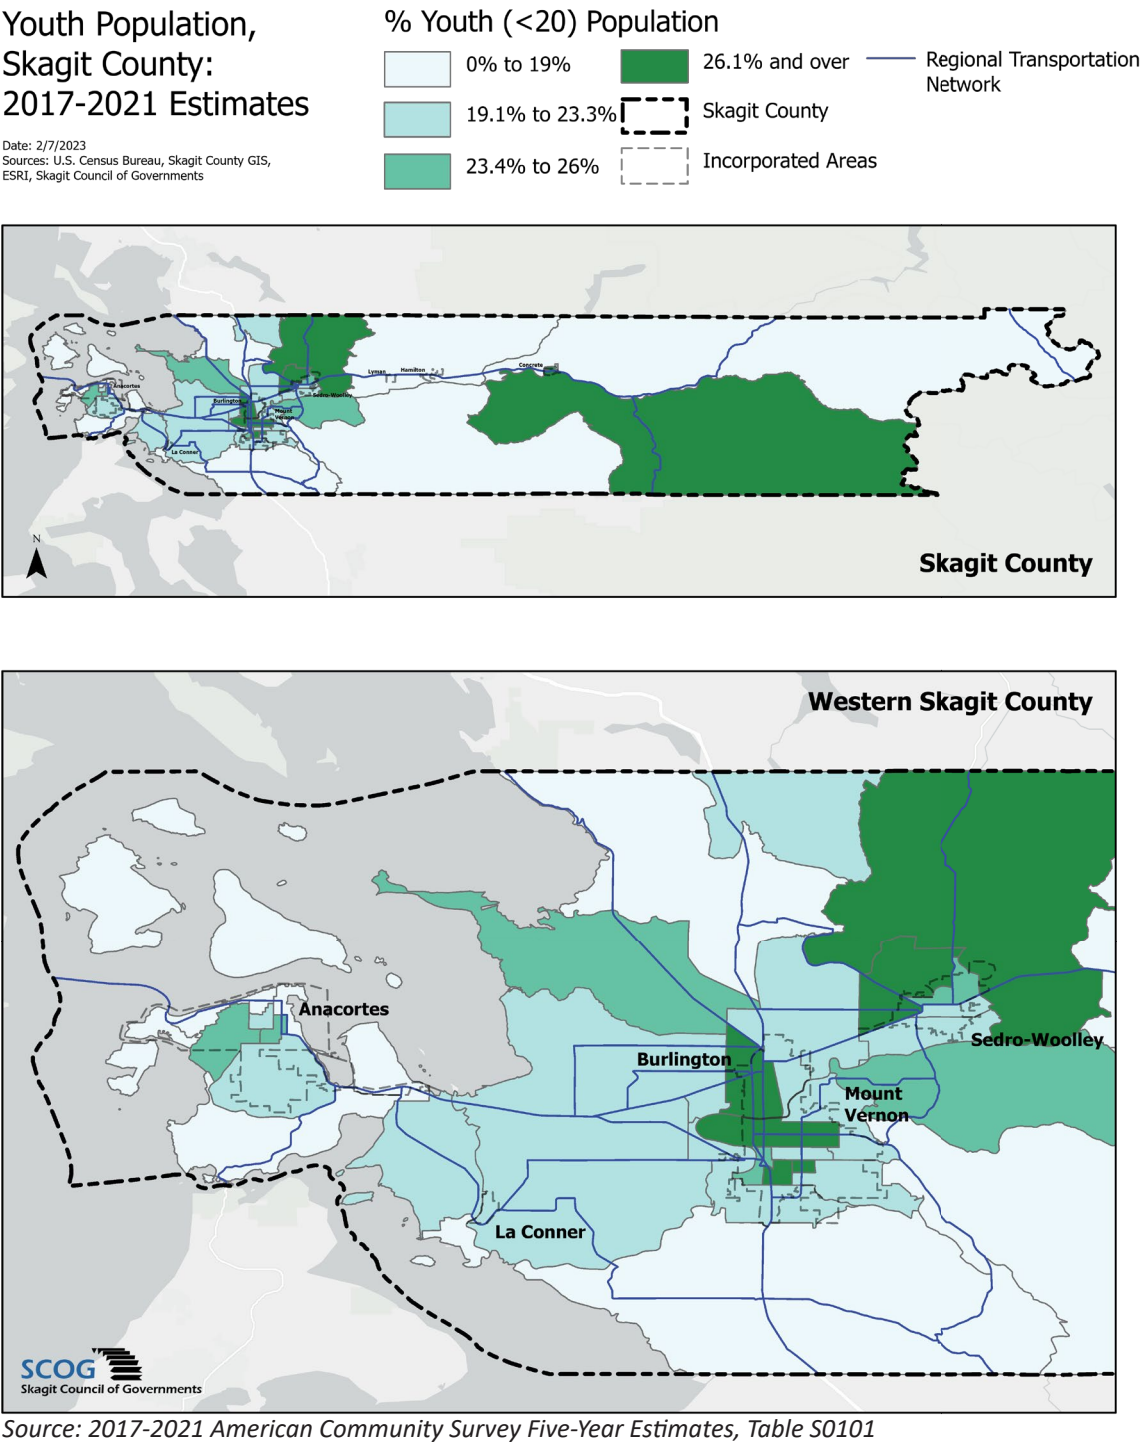 Youth Population,
Skagit County:
2017-2021 Estimates
Date: 2/7/2023
Sources: U.S. Census Bureau, Skagit County GIS,
ESRI, Skagit Council of Governments
% Youth (<20) Population
0% to 19%
19.1% to 23.3%
23.4% to 26%
26.1% and over
Skagit County
Incorporated Areas
Regional Transportation
Network
Anacortes
Burlington
La Conner
Mount
Vernon
Sedro-Woolley
Lyman
Hamilton
Concrete
N
Skagit County
Western Skagit County
Anacortes
Burlington
Sedro-Woolley
Mount
Vernon
La Conner
SCOG
Skagit Council of Governments
Source: 2017-2021 American Community Survey Five-Year Estimates, Table S0101